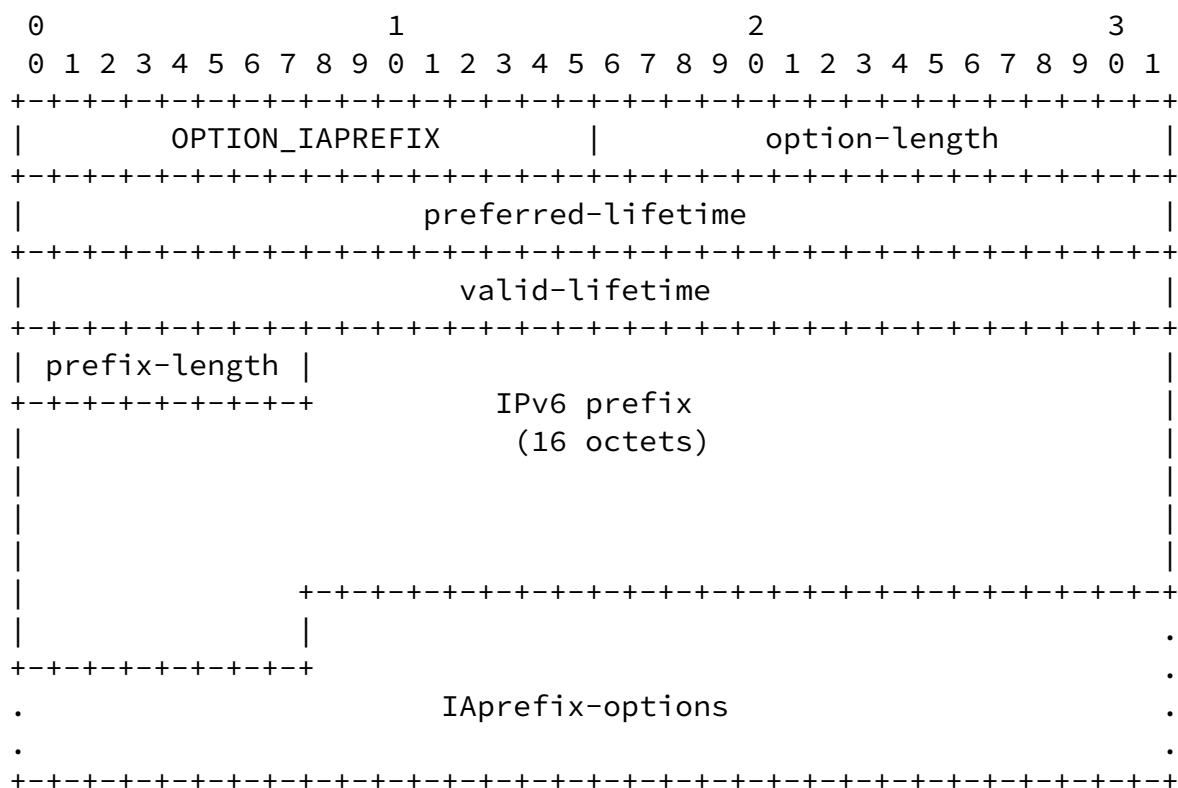 0                   1                   2                   3
 0 1 2 3 4 5 6 7 8 9 0 1 2 3 4 5 6 7 8 9 0 1 2 3 4 5 6 7 8 9 0 1
+-+-+-+-+-+-+-+-+-+-+-+-+-+-+-+-+-+-+-+-+-+-+-+-+-+-+-+-+-+-+-+-+
|        OPTION_IAPREFIX        |         option-length         |
+-+-+-+-+-+-+-+-+-+-+-+-+-+-+-+-+-+-+-+-+-+-+-+-+-+-+-+-+-+-+-+-+
|                      preferred-lifetime                       |
+-+-+-+-+-+-+-+-+-+-+-+-+-+-+-+-+-+-+-+-+-+-+-+-+-+-+-+-+-+-+-+-+
|                        valid-lifetime                         |
+-+-+-+-+-+-+-+-+-+-+-+-+-+-+-+-+-+-+-+-+-+-+-+-+-+-+-+-+-+-+-+-+
| prefix-length |                                               |
+-+-+-+-+-+-+-+-+          IPv6 prefix                          |
|                           (16 octets)                         |
|                                                               |
|                                                               |
|                                                               |
|               +-+-+-+-+-+-+-+-+-+-+-+-+-+-+-+-+-+-+-+-+-+-+-+-+
|               |                                               .
+-+-+-+-+-+-+-+-+                                               .
.                       IAprefix-options                        .
.                                                               .
+-+-+-+-+-+-+-+-+-+-+-+-+-+-+-+-+-+-+-+-+-+-+-+-+-+-+-+-+-+-+-+-+